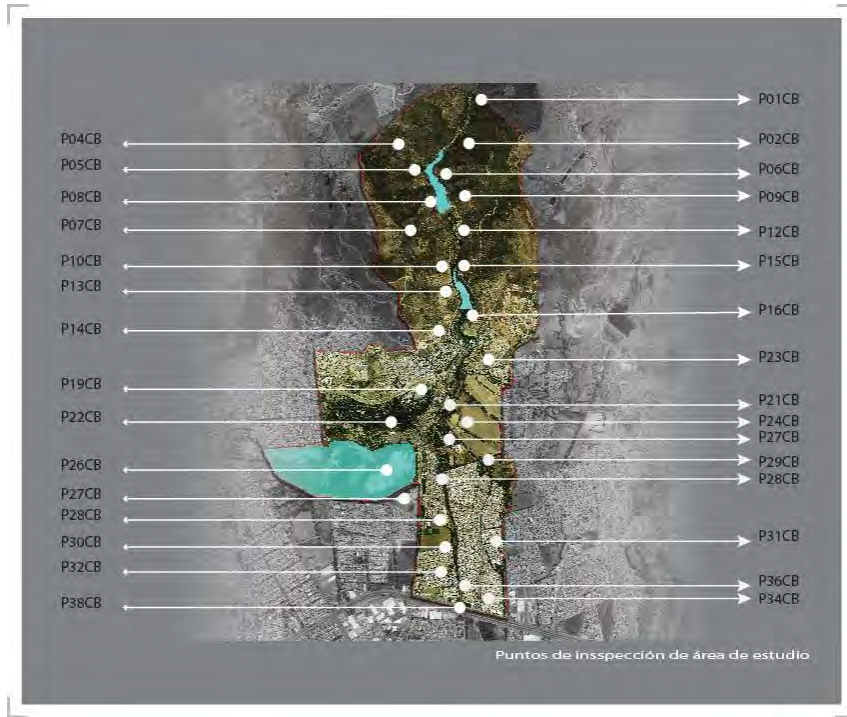 P01CB
P04CB
P02CB
P05CB
P06CB
P08CB
P09CB
P07CB
P12CB
P10CB
P15CB
P13CB
P16CB
P14CB
P23CB
P19CB
P21CB
P22CB
P24CB
P27CB
P26CB
P29CB
P28CB
P27CB
P28CB
P31CB
P30CB
P32CB
P36CB
P34CB
P38CB
Puntos de insspección de área de estudio